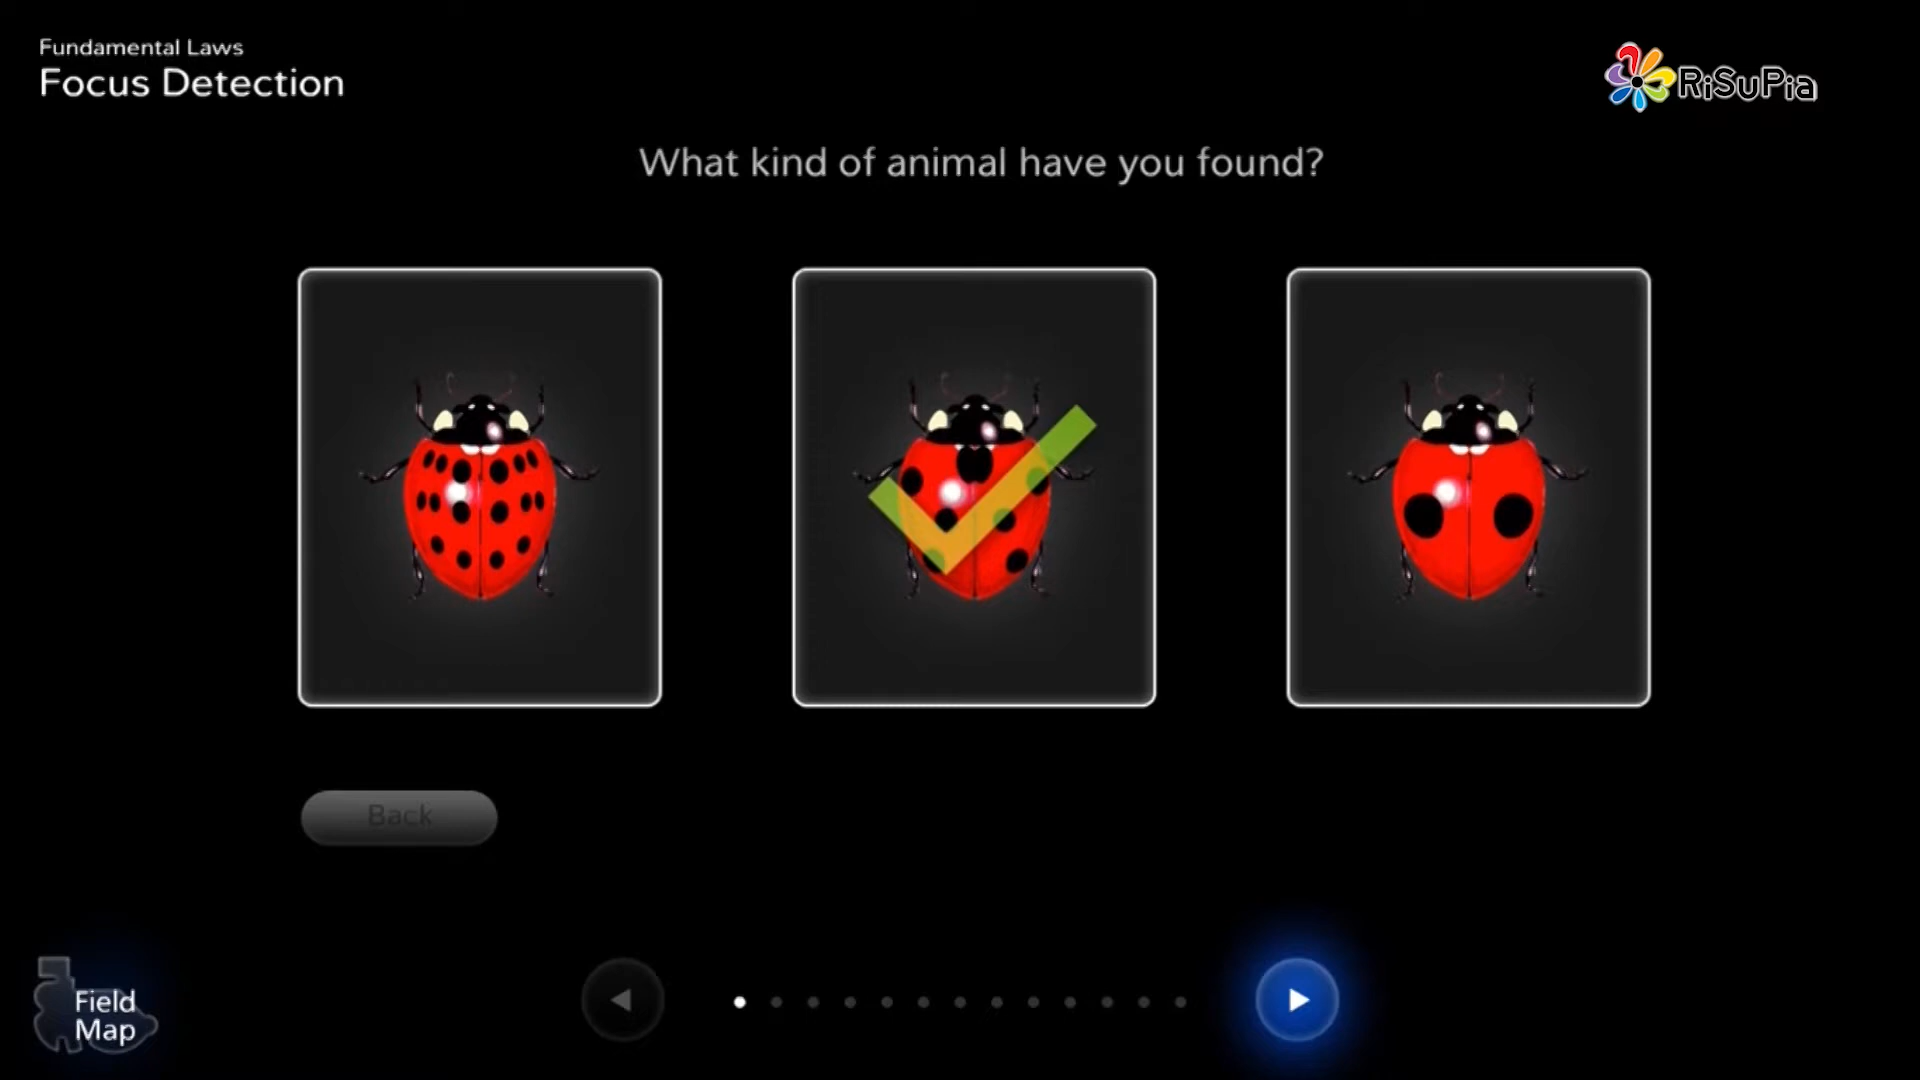 Fundamental Laws
Focus Detection
RiSuPia
What kind of animal have you found?
Back
Field
Map